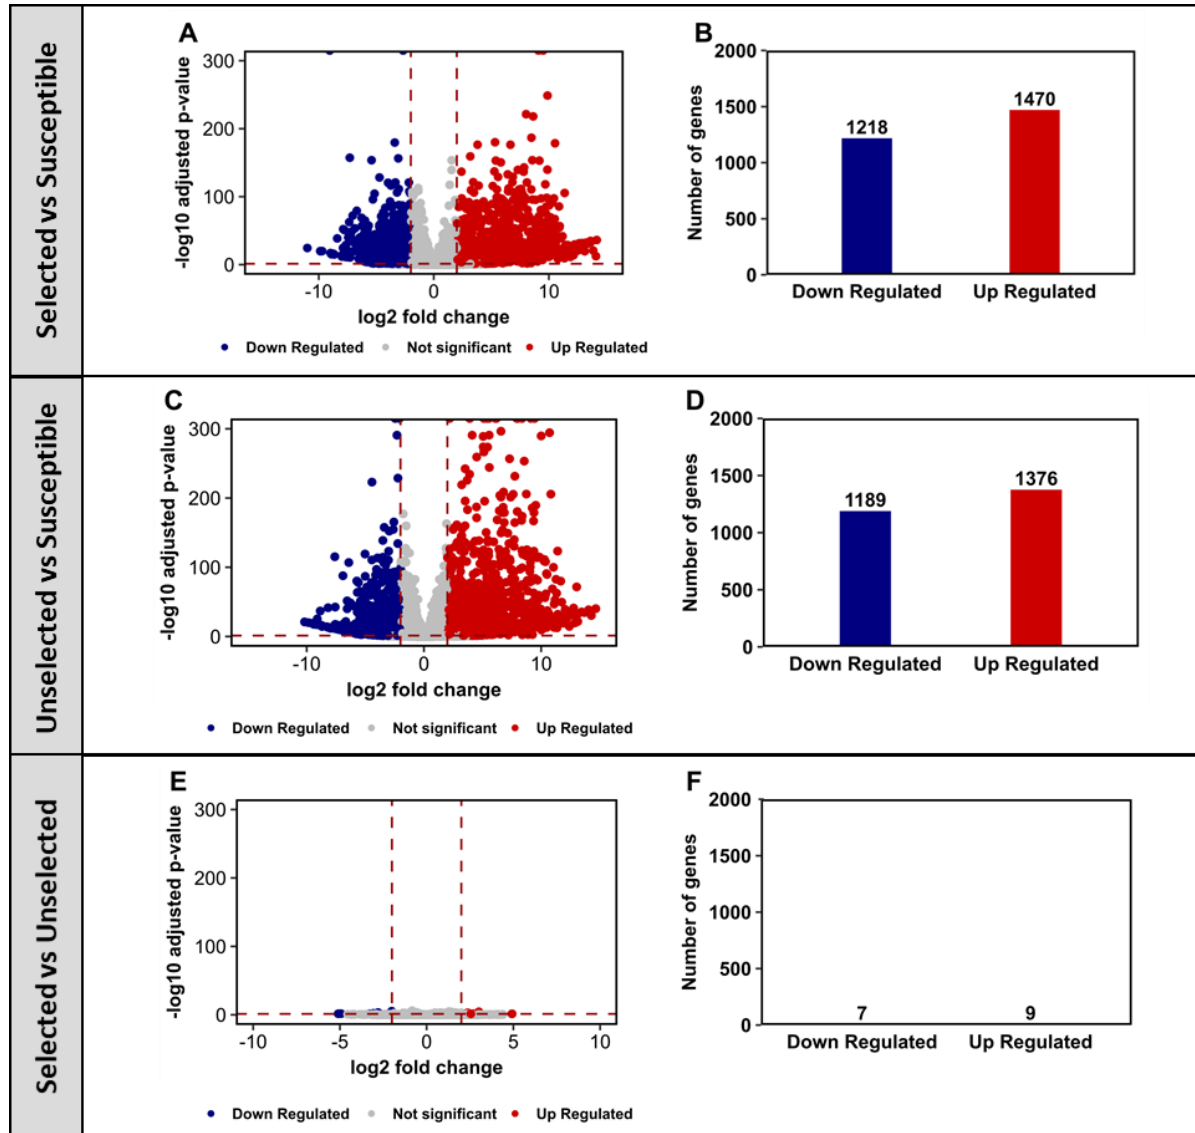 Selected vs Susceptible
A
-log10 adjusted p-value
300
200
100
0
-10 0 10
log2 fold change
Down Regulated Not significant Up Regulated
B
Number of genes
2000
1500
1000
500
0
1218
1470
Down Regulated Up Regulated
Unselected vs Susceptible
C
-log10 adjusted p-value
300
200
100
0
-10 0 10
log2 fold change
Down Regulated Not significant Up Regulated
D
Number of genes
2000
1500
1000
500
0
1189
1376
Down Regulated Up Regulated
Selected vs Unselected
E
-log10 adjusted p-value
300
200
100
0
-10 -5 0 5 10
log2 fold change
Down Regulated Not significant Up Regulated
F
Number of genes
2000
1500
1000
500
0
7 9
Down Regulated Up Regulated